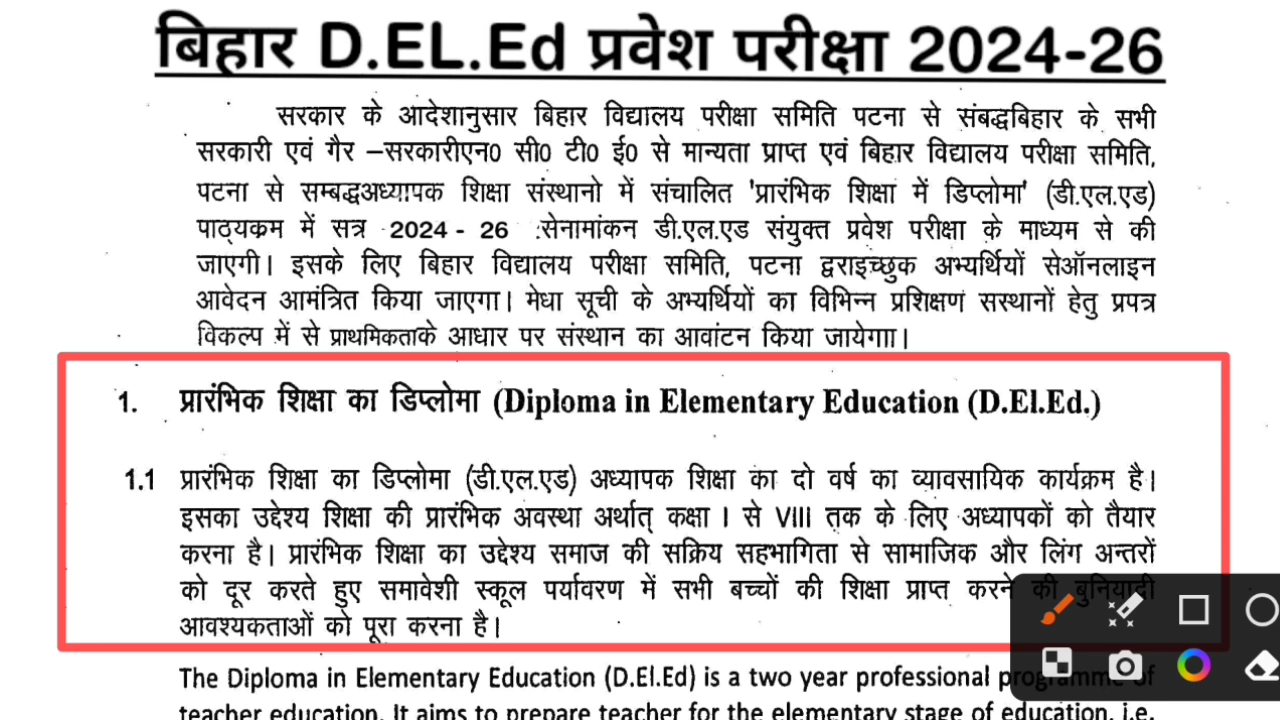 बिहार D.EL.Ed प्रवेश परीक्षा 2024-26
सरकार के आदेशानुसार बिहार विद्यालय परीक्षा समिति पटना से संबद्धबिहार के सभी
सरकारी एवं गैर –सरकारीएन0 सी0 टी0 ई0 से मान्यता प्राप्त एवं बिहार विद्यालय परीक्षा समिति,
पटना से सम्बद्धअध्यापक शिक्षा संस्थानो में संचालित 'प्रारंभिक शिक्षा में डिप्लोमा' (डी.एल.एड)
पाठ्यक्रम में सत्र 2024 - 26 सेनामांकन डी.एल.एड संयुक्त प्रवेश परीक्षा के माध्यम से की
जाएगी। इसके लिए बिहार विद्यालय परीक्षा समिति, पटना द्वराइच्छुक अभ्यर्थियों सेऑनलाइन
आवेदन आमंत्रित किया जाएगा। मेधा सूची के अभ्यर्थियों का विभिन्न प्रशिक्षण सस्थानों हेतु प्रपत्र
विकल्प में से प्राथमिकताके आधार पर संस्थान का आवांटन किया जायेगाा।
1. प्रारंभिक शिक्षा का डिप्लोमा (Diploma in Elementary Education (D.El.Ed.)
1.1 प्रारंभिक शिक्षा का डिप्लोमा (डी.एल.एड) अध्यापक शिक्षा का दो वर्ष का व्यावसायिक कार्यक्रम है।
इसका उद्देश्य शिक्षा की प्रारंभिक अवस्था अर्थात् कक्षा I से VIII तक के लिए अध्यापकों को तैयार
करना है। प्रारंभिक शिक्षा का उद्देश्य समाज की सक्रिय सहभागिता से सामाजिक और लिंग अन्तरों
को दूर करते हुए समावेशी स्कूल पर्यावरण में सभी बच्चों की शिक्षा प्राप्त करने की बुनियादी
आवश्यकताओं को पूरा करना है।
The Diploma in Elementary Education (D.El.Ed) is a two year professional programme of
teacher education. It aims to prepare teacher for the elementary stage of education, i.e.